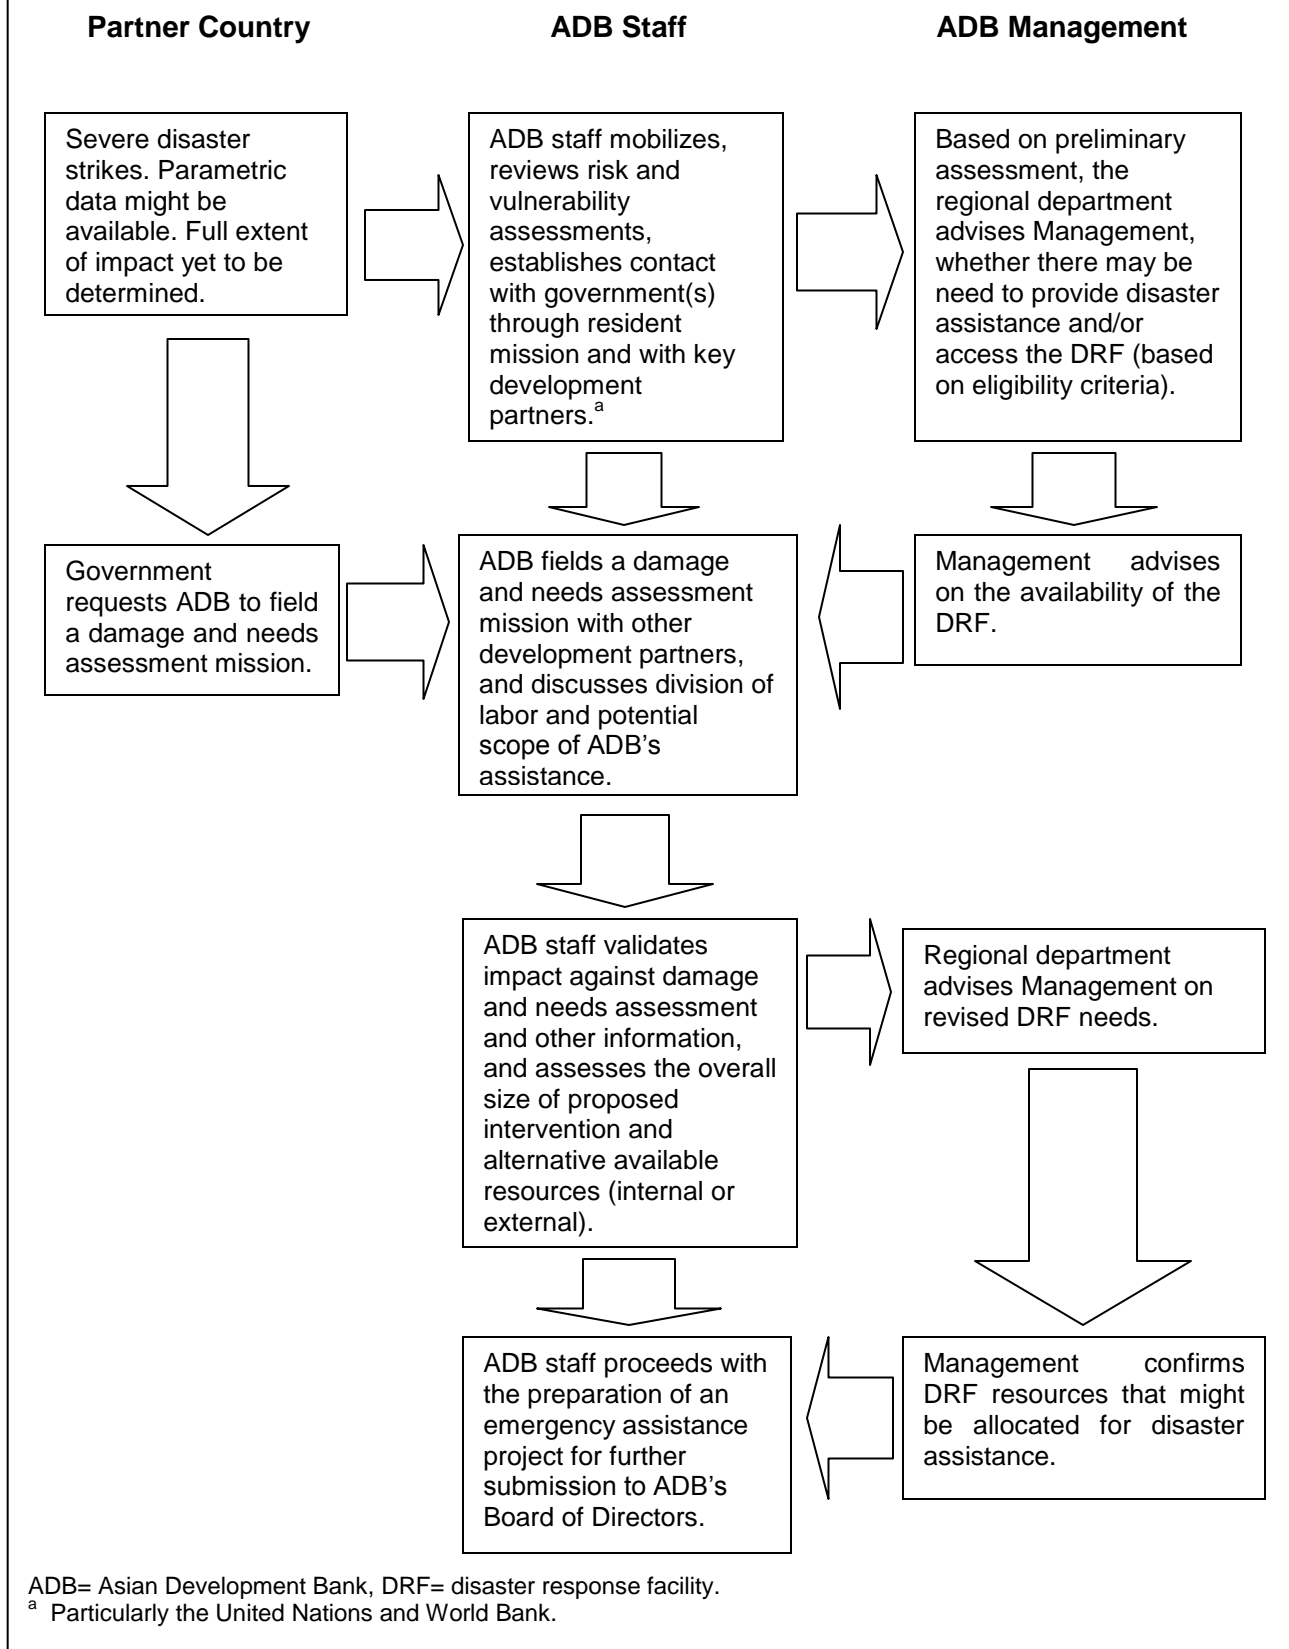 Partner Country
ADB Staff
ADB Management
Severe disaster
strikes. Parametric
data might be
available. Full extent
of impact yet to be
determined.
ADB staff mobilizes,
reviews risk and
vulnerability
assessments,
establishes contact
with government(s)
through resident
mission and with key
development
partners.a
Based on preliminary
assessment, the
regional department
advises Management,
whether there may be
need to provide disaster
assistance and/or
access the DRF (based
on eligibility criteria).
Government
requests ADB to field
a damage and needs
assessment mission.
ADB fields a damage
and needs assessment
mission with other
development partners,
and discusses division of
labor and potential
scope of ADB’s
assistance.
Management advises
on the availability of the
DRF.
ADB staff validates
impact against damage
and needs assessment
and other information,
and assesses the overall
size of proposed
intervention and
alternative available
resources (internal or
external).
Regional department
advises Management on
revised DRF needs.
ADB staff proceeds with
the preparation of an
emergency assistance
project for further
submission to ADB’s
Board of Directors.
Management confirms
DRF resources that might
be allocated for disaster
assistance.
ADB= Asian Development Bank, DRF= disaster response facility.
a Particularly the United Nations and World Bank.